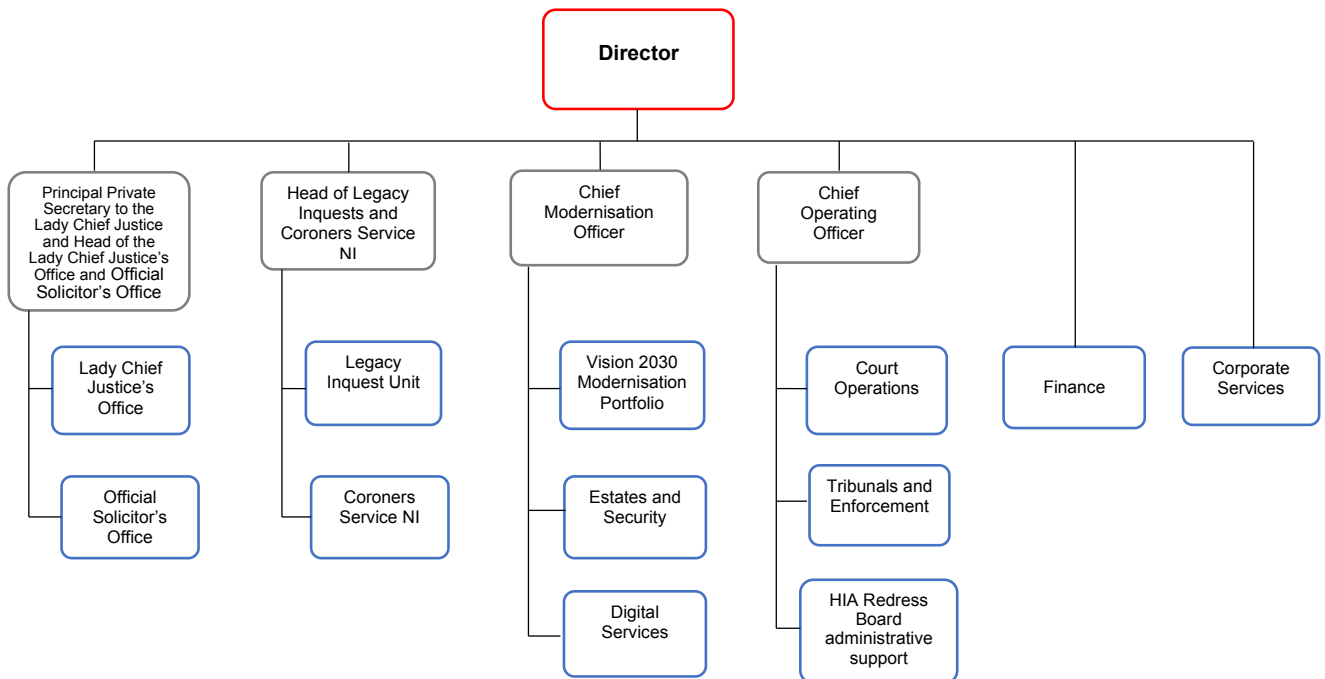 Director
Principal Private
Secretary to the
Lady Chief Justice
and Head of the
Lady Chief Justice's
Office and Official
Solicitor's Office
Head of Legacy
Inquests and
Coroners Service
NI
Chief
Modernisation
Officer
Chief
Operating
Officer
Lady Chief
Justice's
Office
Legacy
Inquest Unit
Vision 2030
Modernisation
Portfolio
Court
Operations
Finance
Corporate
Services
Official
Solicitor's
Office
Coroners
Service NI
Estates and
Security
Tribunals and
Enforcement
Digital
Services
HIA Redress
Board
administrative
support